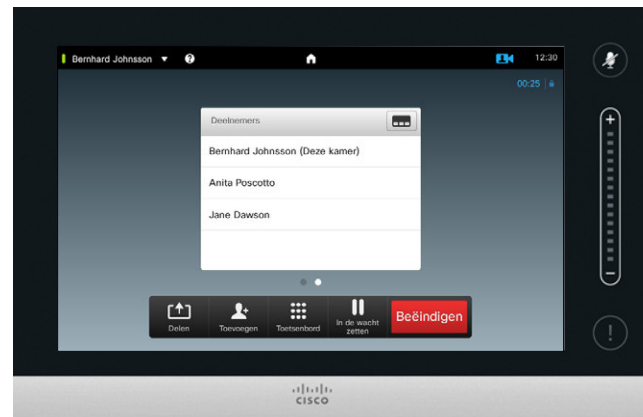 Bernhard Johnsson
?
12:30
00:25
Deelnemers
Bernhard Johnsson (Deze kamer)
Anita Poscotto
Jane Dawson
Delen
Toevoegen
Toetsenbord
In de wacht
zetten
Beëindigen
+
−
!
CISCO